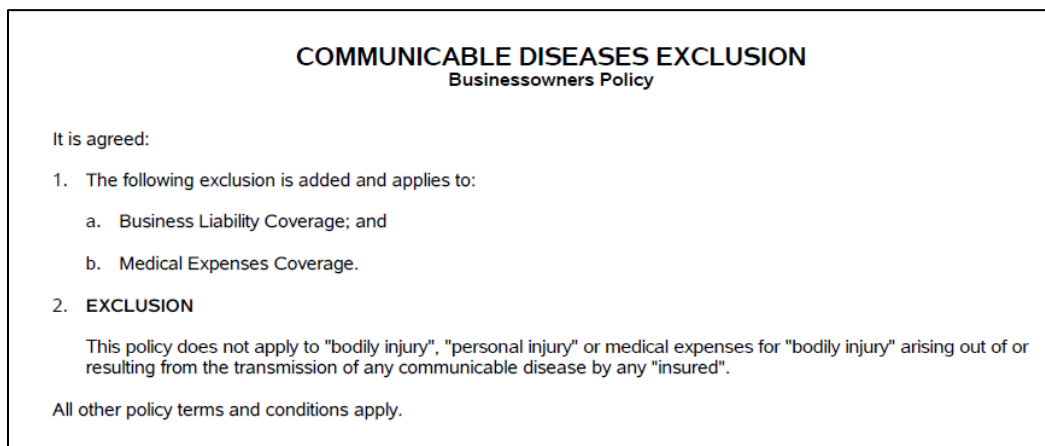 COMMUNICABLE DISEASES EXCLUSION
Businessowners Policy
It is agreed:
1. The following exclusion is added and applies to:
a. Business Liability Coverage; and
b. Medical Expenses Coverage.
2. EXCLUSION
This policy does not apply to "bodily injury", "personal injury" or medical expenses for "bodily injury" arising out of or
resulting from the transmission of any communicable disease by any "insured".
All other policy terms and conditions apply.